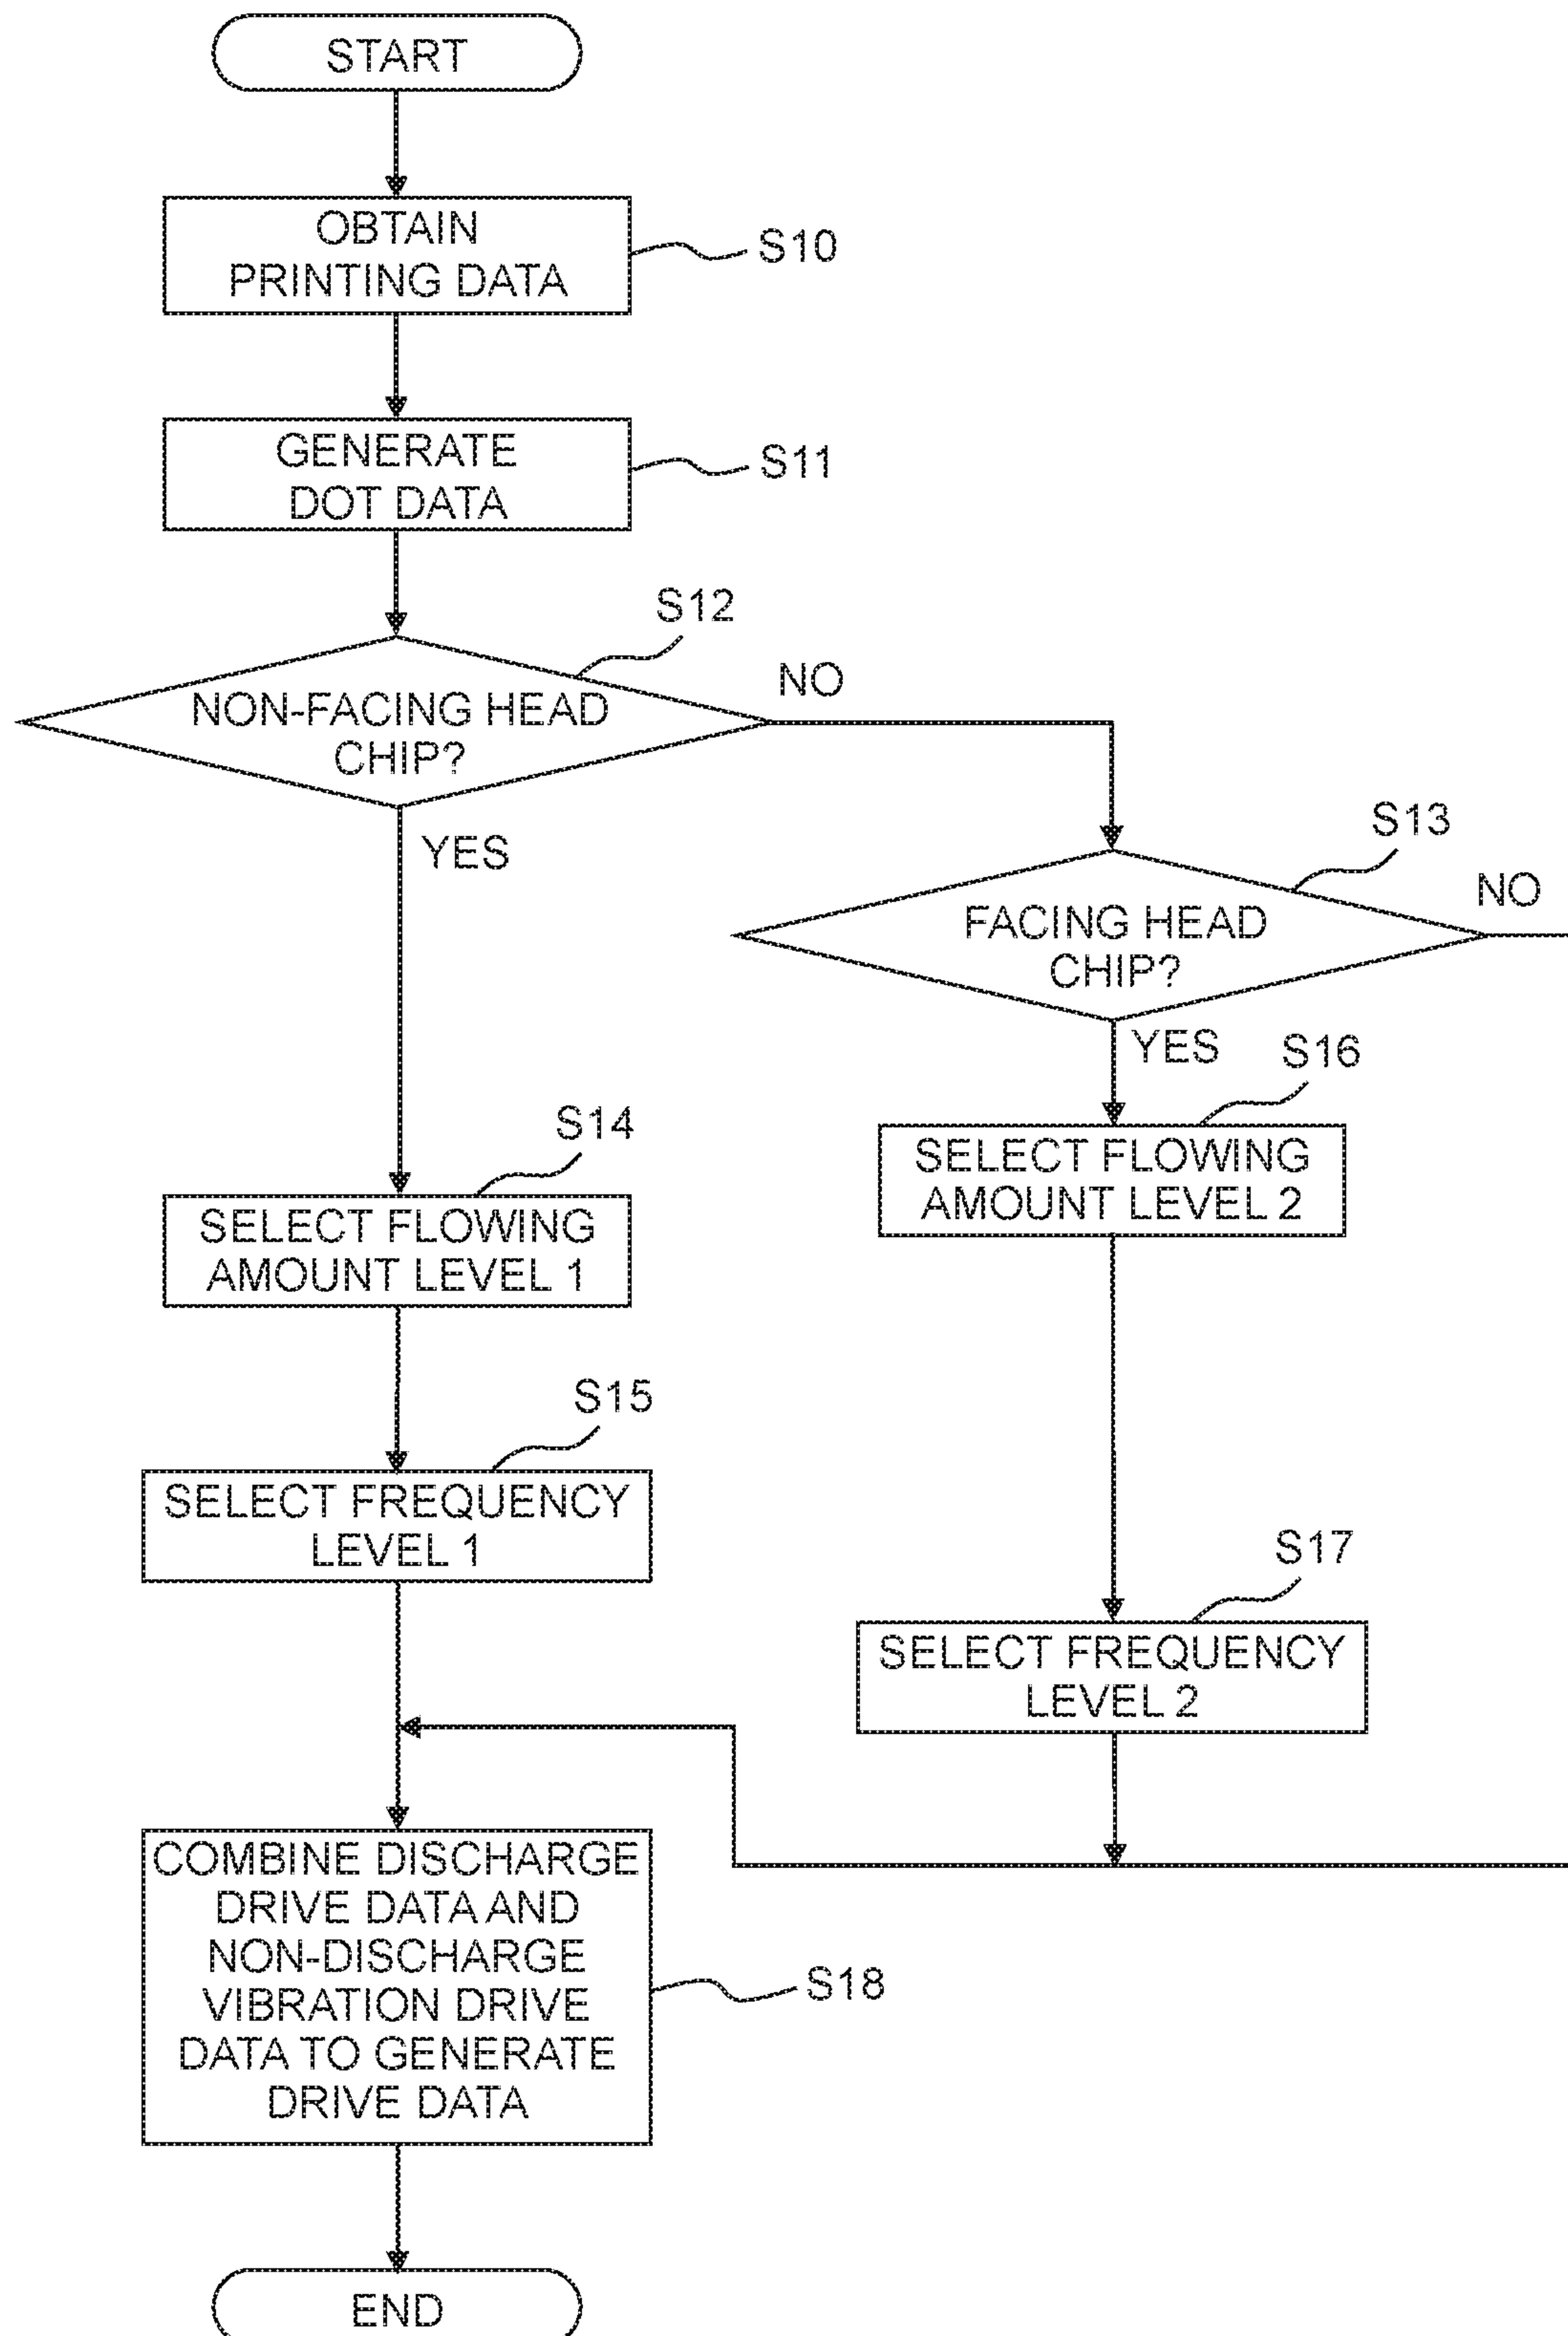 START
OBTAIN
PRINTING DATA
S10
GENERATE
DOT DATA
S11
S12
NON-FACING HEAD
CHIP?
NO
YES
S13
FACING HEAD
CHIP?
NO
YES
S16
SELECT FLOWING
AMOUNT LEVEL 2
S14
SELECT FLOWING
AMOUNT LEVEL 1
S15
SELECT FREQUENCY
LEVEL 1
S17
SELECT FREQUENCY
LEVEL 2
COMBINE DISCHARGE
DRIVE DATA AND
NON-DISCHARGE
VIBRATION DRIVE
DATA TO GENERATE
DRIVE DATA
S18
END